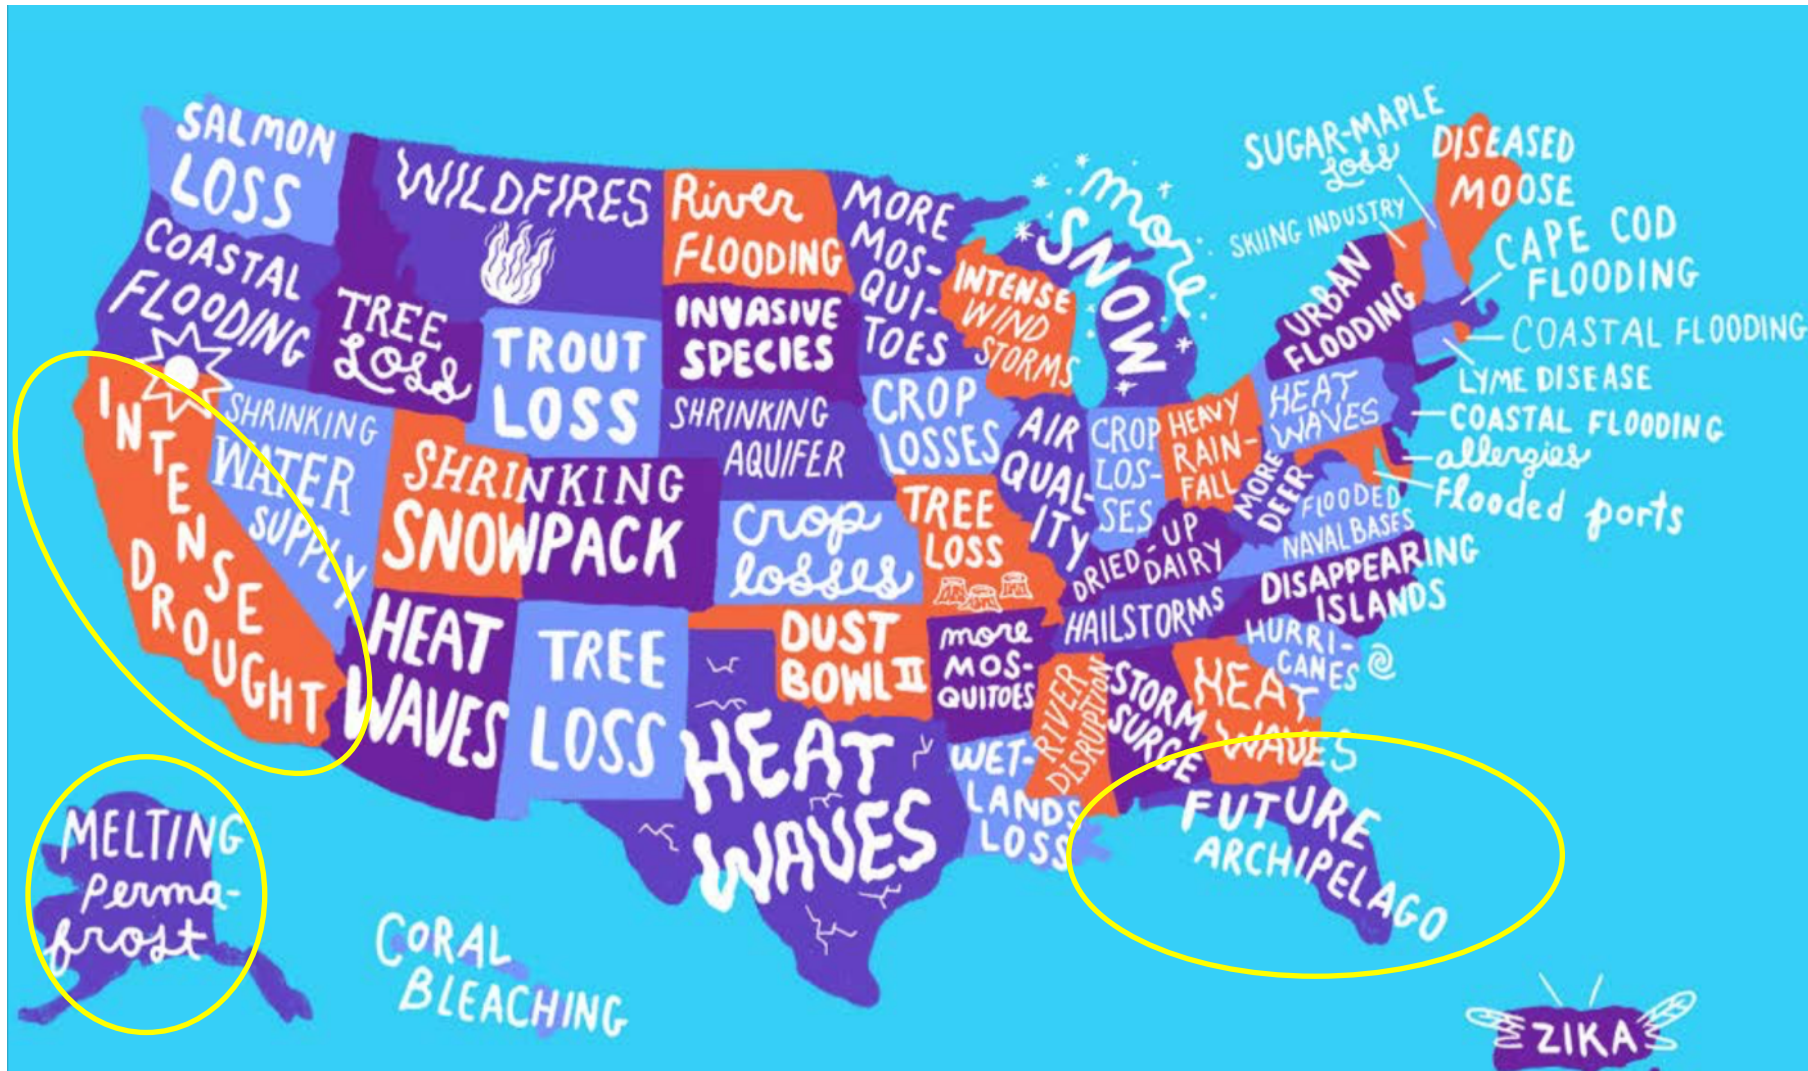 SALMON
LOSS
COASTAL
FLOODING
WILDFIRES
TREE
Loss
TROUT
LOSS
River
FLOODING
INVASIVE
SPECIES
SHRINKING
AQUIFER
MORE
MOS-
QUI-
TOES
INTENSE
WIND
STORMS
more
SNOW
SUGAR-MAPLE
Loss
DISEASED
MOOSE
SKIING INDUSTRY
CAPE COD
FLOODING
URBAN
FLOODING
COASTAL FLOODING
LYME DISEASE
HEAT
WAVES
COASTAL FLOODING
allergies
Flooded ports
INTENSE
DROUGHT
SHRINKING
WATER
SUPPLY
SHRINKING
SNOWPACK
crop
losses
CROP
LOSSES
TREE
LOSS
AIR
QUAL-
ITY
CROP
LOS-
SES
HEAVY
RAIN-
FALL
MORE
DEER
FLOODED
NAVAL BASES
DRIED-UP
DAIRY
DISAPPEARING
ISLANDS
HAILSTORMS
HURRI-
CANES
HEAT
WAVES
TREE
LOSS
DUST
BOWL II
more
MOS-
QUITOES
RIVER
DISRUPTION
STORM
SURGE
HEAT
WAVES
HEAT
WAVES
WET-
LANDS
LOSS
FUTURE
ARCHIPELAGO
MELTING
perma-
frost
CORAL
BLEACHING
ZIKA